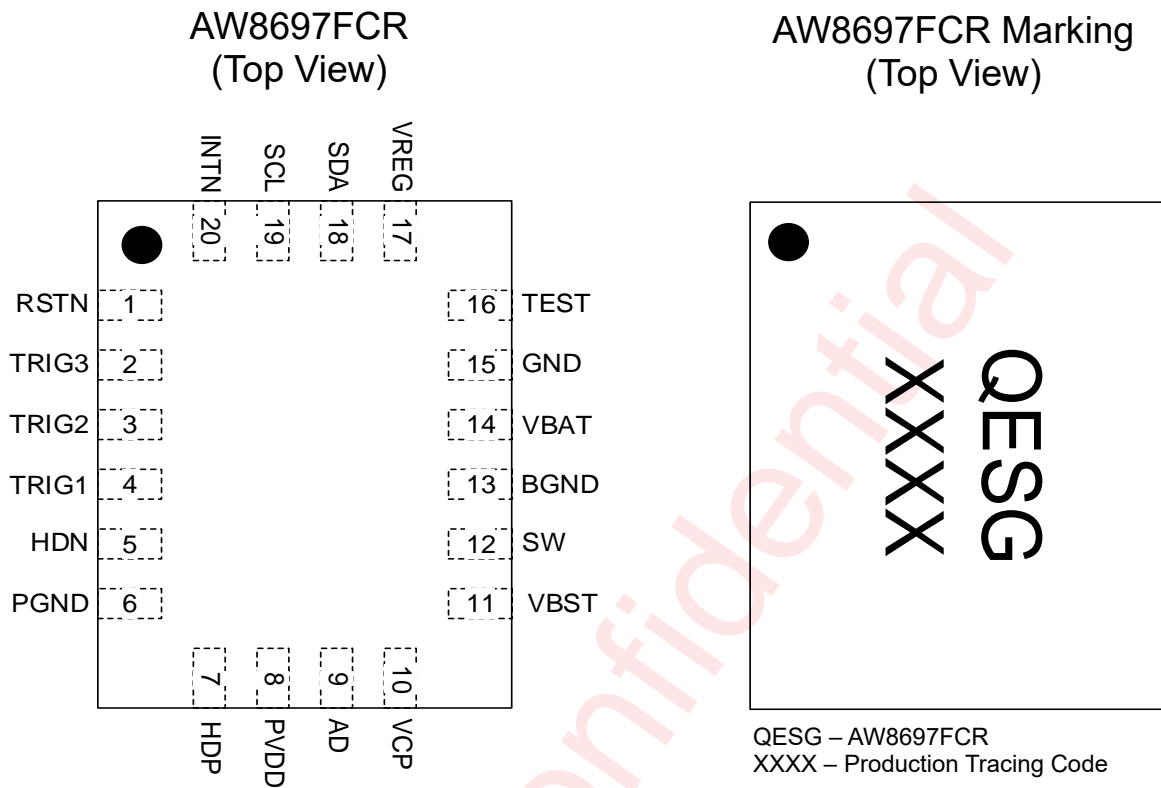 AW8697FCR
(Top View)
INTN
SCL
SDA
VREG
20
19
18
17
RSTN 1
TRIG3 2
TRIG2 3
TRIG1 4
HDN 5
PGND 6
16 TEST
15 GND
14 VBAT
13 BGND
12 SW
11 VBST
7
8
9
10
HDP
PVDD
AD
VCP
AW8697FCR Marking
(Top View)
QESG
XXXX
QESG – AW8697FCR
XXXX – Production Tracing Code
onfidential